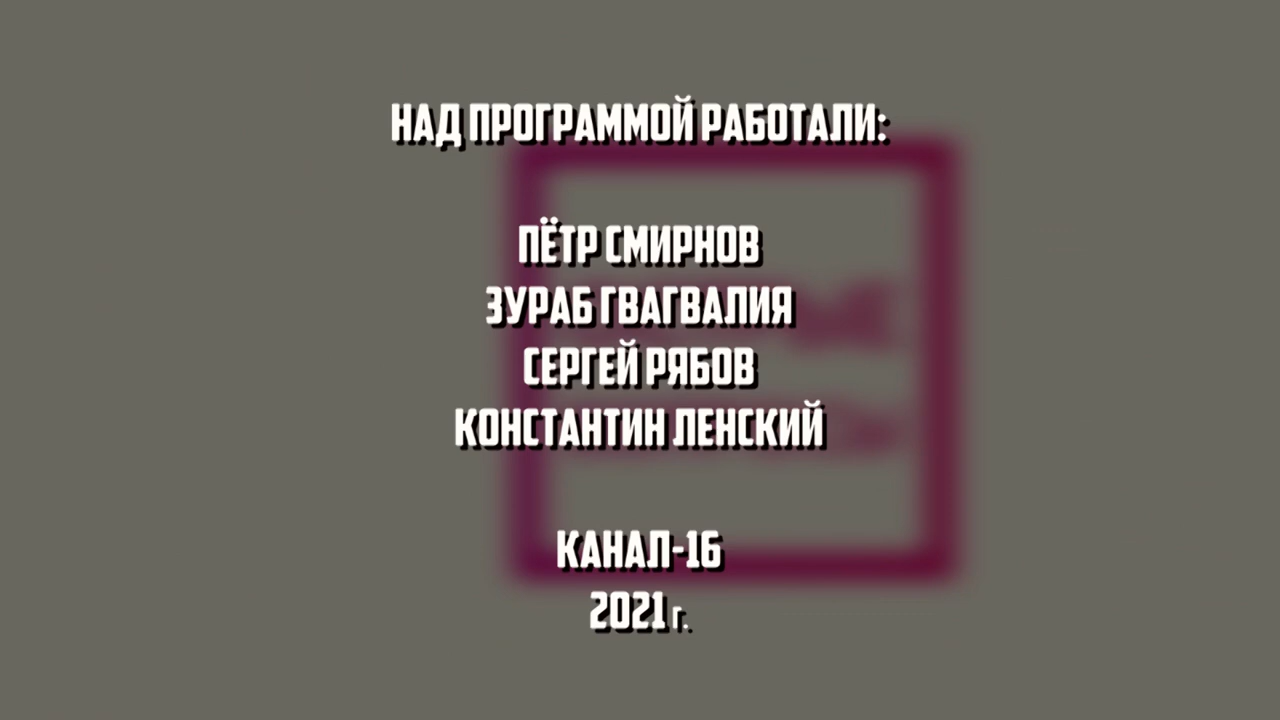 НАД ПРОГРАММОЙ РАБОТАЛИ:
ПЁТР СМИРНОВ
ЗУРАБ ГВАГВАЛИЯ
СЕРГЕЙ РЯБОВ
КОНСТАНТИН ЛЕНСКИЙ
КАНАЛ-16
2021 г.